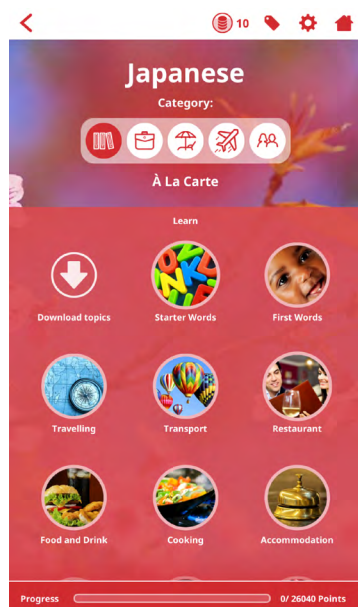 10
Japanese
Category:
À La Carte
Learn
Download topics
Starter Words
First Words
Travelling
Transport
Restaurant
Food and Drink
Cooking
Accommodation
Progress
0/ 26040 Points